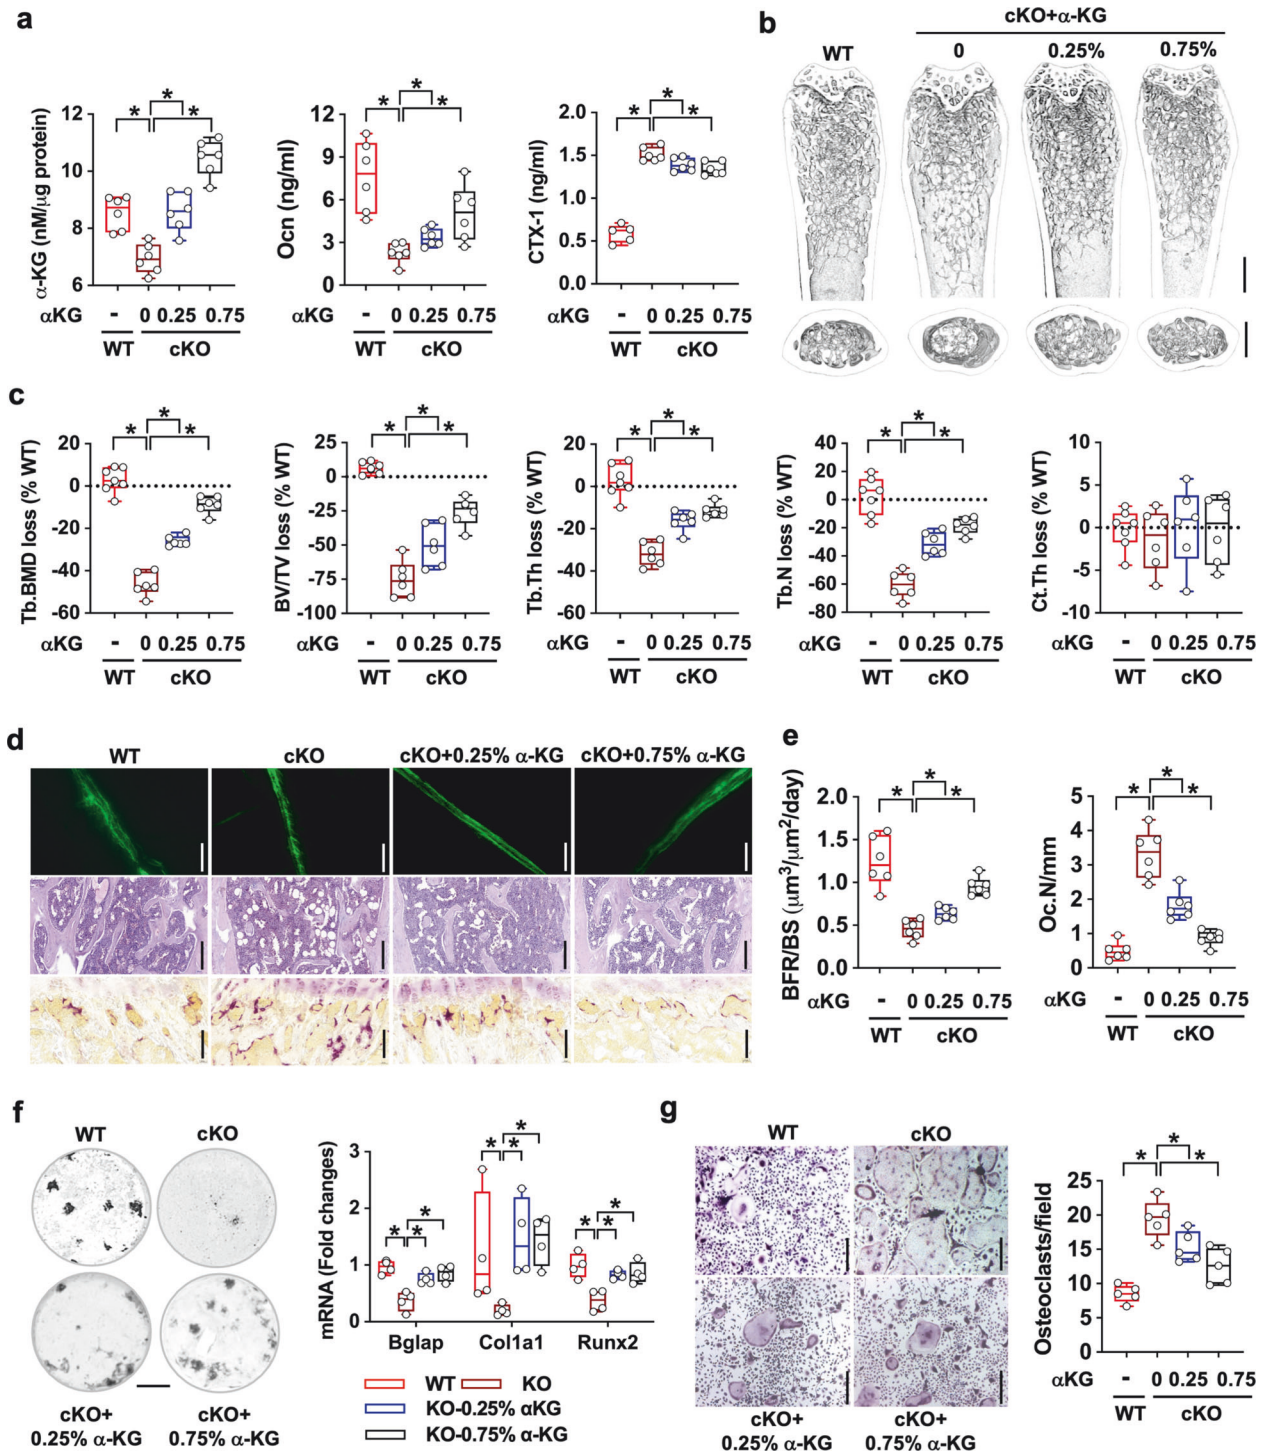 a
α-KG (nM/μg protein)
12
10
8
6
* * *
αKG - 0 0.25 0.75
WT cKO
Ocn (ng/ml)
12
9
6
3
0
* * *
αKG - 0 0.25 0.75
WT cKO
CTX-1 (ng/ml)
2.0
1.5
1.0
0.5
0.0
* * *
αKG - 0 0.25 0.75
WT cKO
b
cKO+α-KG
WT 0 0.25% 0.75%
c
Tb.BMD loss (% WT)
20
0
-20
-40
-60
* * *
αKG - 0 0.25 0.75
WT cKO
BV/TV loss (% WT)
25
0
-25
-50
-75
-100
* * *
αKG - 0 0.25 0.75
WT cKO
Tb.Th loss (% WT)
20
0
-20
-40
-60
* * *
αKG - 0 0.25 0.75
WT cKO
Tb.N loss (% WT)
40
20
0
-20
-40
-60
-80
* * *
αKG - 0 0.25 0.75
WT cKO
Ct.Th loss (% WT)
10
5
0
-5
-10
αKG - 0 0.25 0.75
WT cKO
d
WT cKO cKO+0.25% α-KG cKO+0.75% α-KG
e
BFR/BS (μm³/μm²/day)
2.0
1.5
1.0
0.5
0.0
* * *
αKG - 0 0.25 0.75
WT cKO
Oc.N/mm
5
4
3
2
1
0
* * *
αKG - 0 0.25 0.75
WT cKO
f
WT cKO
cKO+ cKO+
0.25% α-KG 0.75% α-KG
mRNA (Fold changes)
3
2
1
0
* * *
* * *
* * *
Bglap Col1a1 Runx2
WT KO
KO-0.25% αKG
KO-0.75% α-KG
g
WT cKO
cKO+ cKO+
0.25% α-KG 0.75% α-KG
Osteoclasts/field
25
20
15
10
5
0
* * *
αKG - 0 0.25 0.75
WT cKO